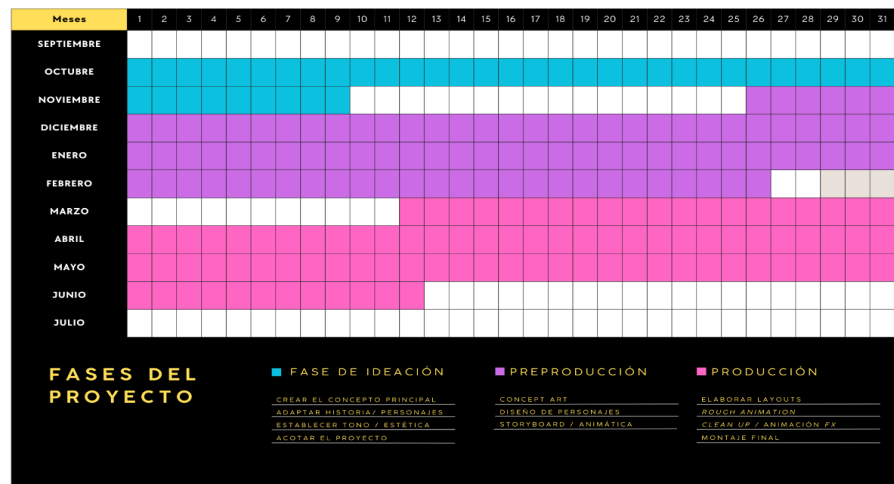 Meses 1 2 3 4 5 6 7 8 9 10 11 12 13 14 15 16 17 18 19 20 21 22 23 24 25 26 27 28 29 30 31
SEPTIEMBRE
OCTUBRE
NOVIEMBRE
DICIEMBRE
ENERO
FEBRERO
MARZO
ABRIL
MAYO
JUNIO
JULIO
FASES DEL
PROYECTO
FASE DE IDEACIÓN
CREAR EL CONCEPTO PRINCIPAL
ADAPTAR HISTORIA/ PERSONAJES
ESTABLECER TONO / ESTÉTICA
ACOTAR EL PROYECTO
PREPRODUCCIÓN
CONCEPT ART
DISEÑO DE PERSONAJES
STORYBOARD / ANIMÁTICA
PRODUCCIÓN
ELABORAR LAYOUTS
ROUGH ANIMATION
CLEAN UP / ANIMACIÓN FX
MONTAJE FINAL